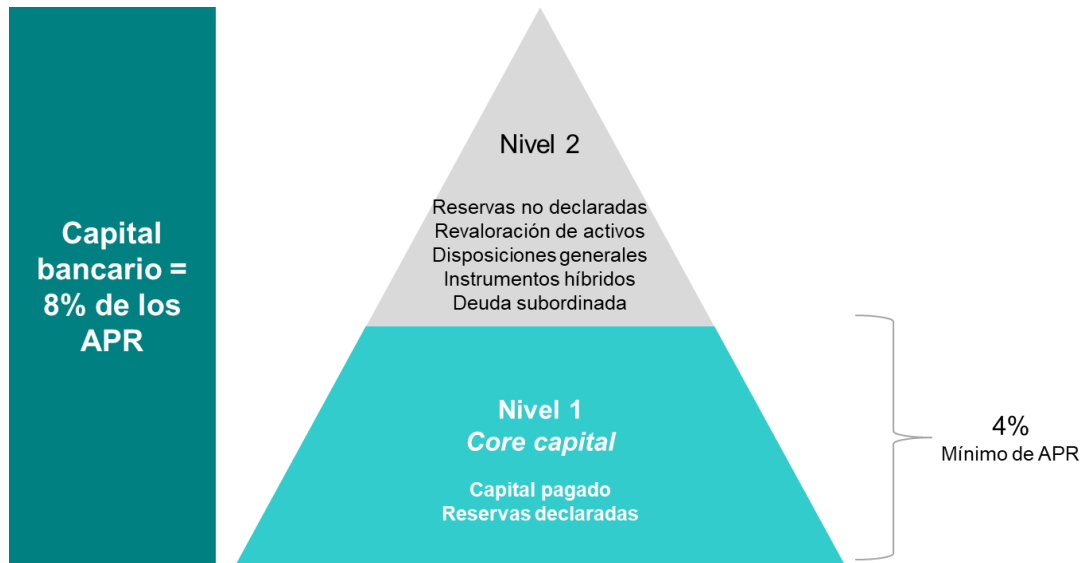 Capital
bancario =
8% de los
APR
Nivel 2
Reservas no declaradas
Revaloración de activos
Disposiciones generales
Instrumentos híbridos
Deuda subordinada
Nivel 1
Core capital
Capital pagado
Reservas declaradas
4%
Mínimo de APR